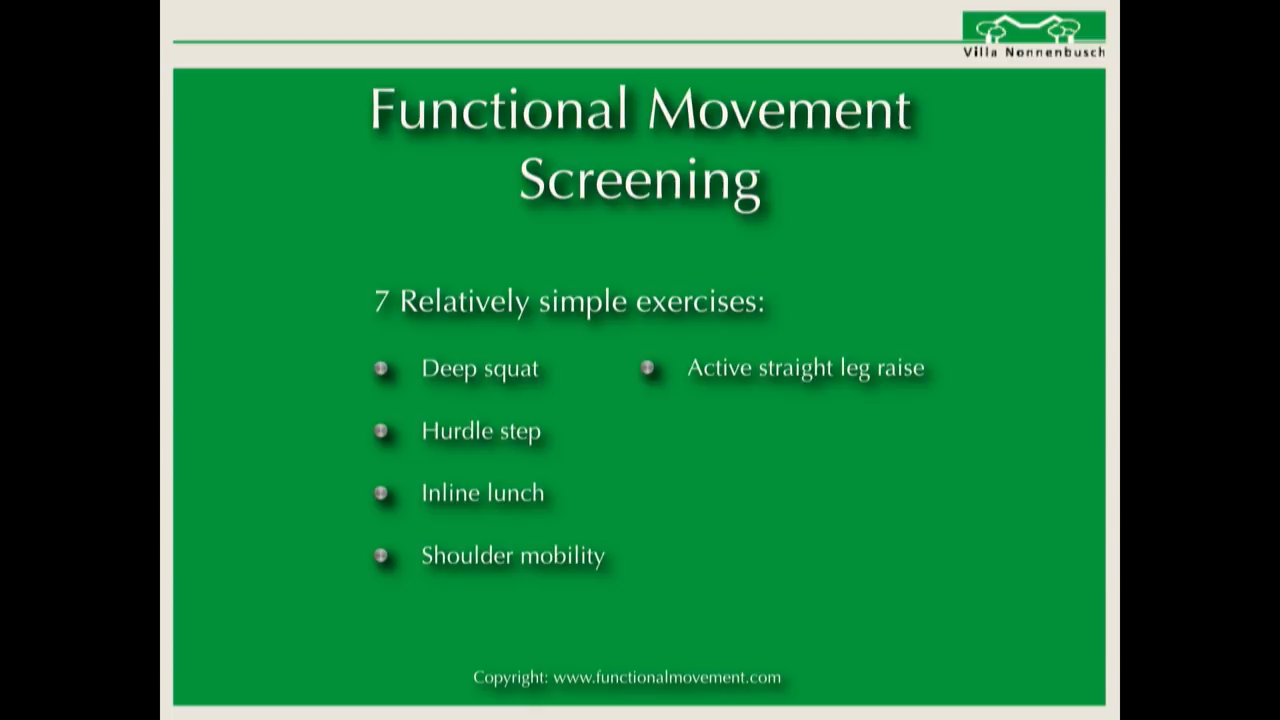 Villa Nonnenbusch
Functional Movement
Screening
7 Relatively simple exercises:
Deep squat
Hurdle step
Inline lunch
Shoulder mobility
Active straight leg raise
Copyright: www.functionalmovement.com